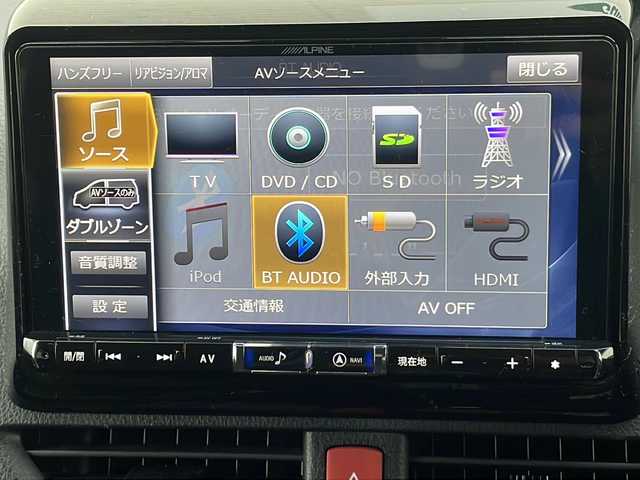 ALPINE
ハンズフリー
リアビジョン/アロマ
AVソースメニュー
閉じる
ソース
TV
DVD / CD
SD
ラジオ
AVソースのみ
ダブルゾーン
NO Bluetooth
iPod
BT AUDIO
外部入力
HDMI
音質調整
設定
交通情報
AV OFF
開/閉
AV
AUDIO
NAVI
現在地